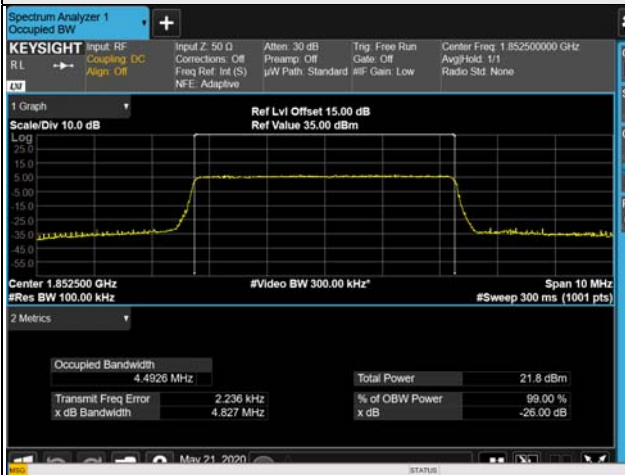 Spectrum Analyzer 1
Occupied BW
KEYSIGHT Input: RF Input Z: 50 Ω Atten: 30 dB Trig: Free Run Center Freq: 1.852500000 GHz
RL Coupling: DC Corrections: Off Preamp: Off Gate: Off Avg|Hold: 1/1
Align: Off Freq Ref: Int (S) µW Path: Standard #IF Gain: Low Radio Std: None
LXI NFE: Adaptive
1 Graph
Ref Lvl Offset 15.00 dB
Scale/Div 10.0 dB Ref Value 35.00 dBm
Log
25.0
15.0
5.00
-5.00
-15.0
-25.0
-35.0
-45.0
-55.0
Center 1.852500 GHz #Video BW 300.00 kHz* Span 10 MHz
#Res BW 100.00 kHz #Sweep 300 ms (1001 pts)
2 Metrics
Occupied Bandwidth
4.4926 MHz Total Power 21.8 dBm
Transmit Freq Error 2.236 kHz % of OBW Power 99.00 %
x dB Bandwidth 4.827 MHz x dB -26.00 dB
May 21, 2020
MSG STATUS